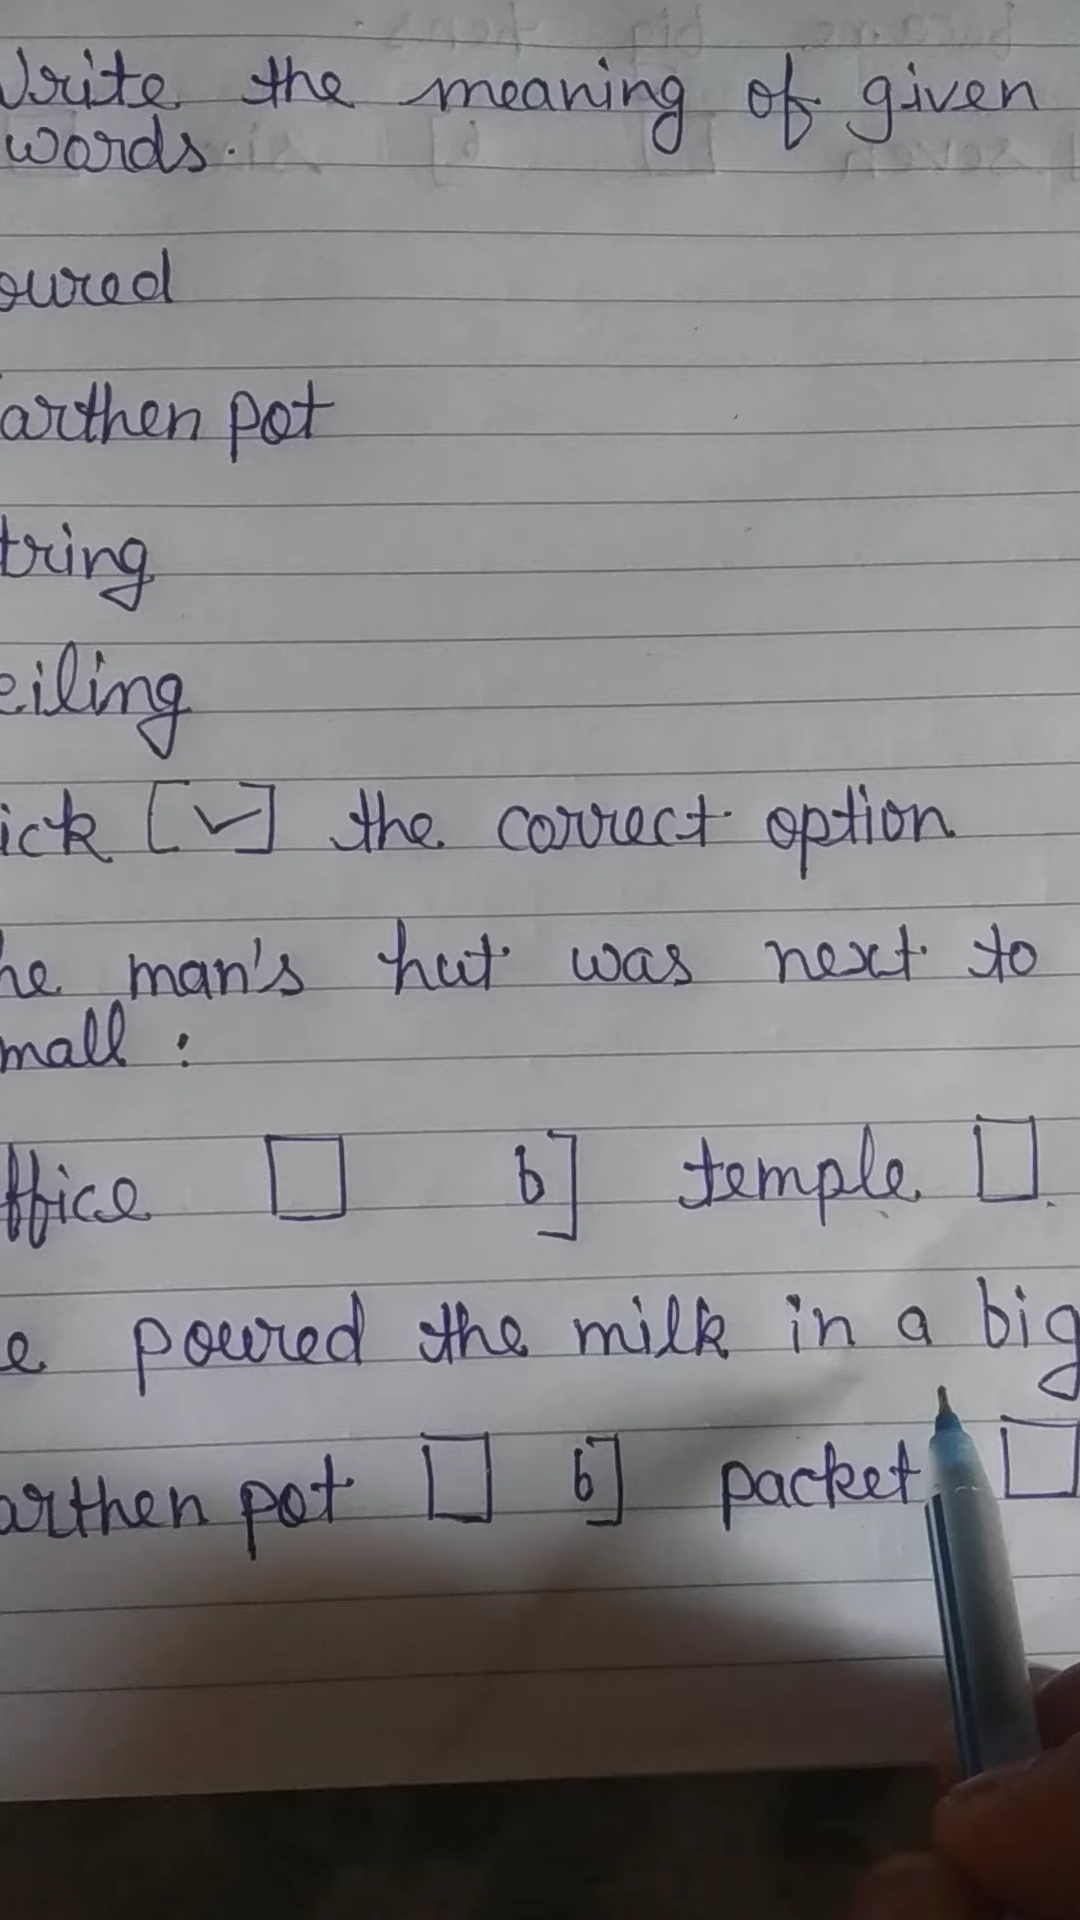 Write the meaning of given
words.
oured
arthen pot
tring
eiling
ick [✓] the correct option
he man's hut was next to
mall :
ffice □ b] temple □
e poured the milk in a big
arthen pot □ b] packet □